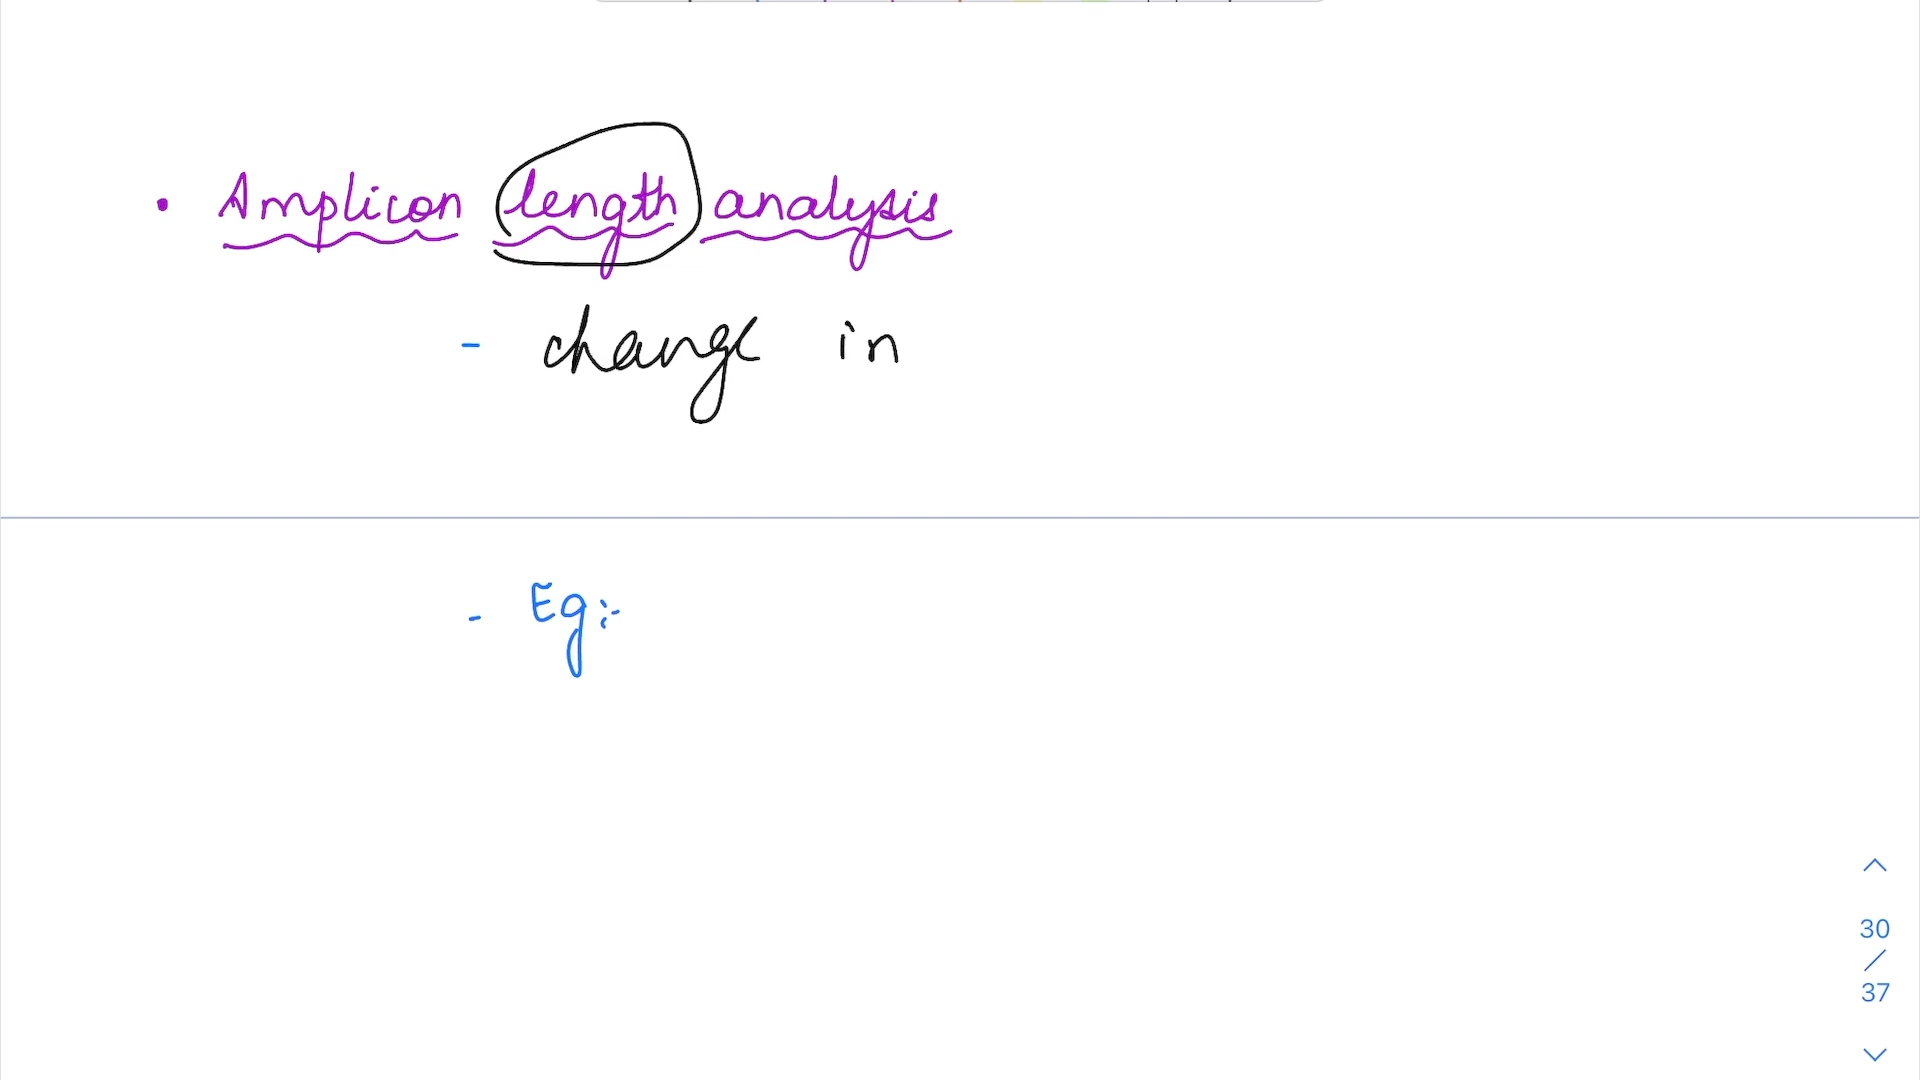 • Amplicon length analysis
- change in
- Eg :-
30
/
37